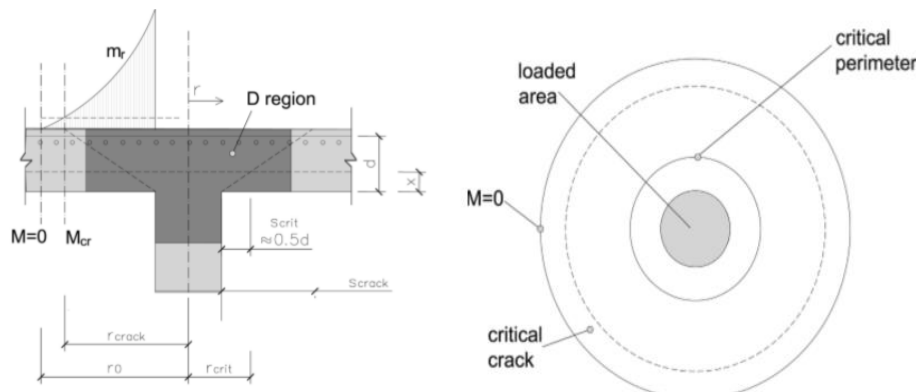 mr
r
D region
d
x
M=0
Mcr
Scrit
≈0.5d
Scrack
rcrack
r0
rcrit
critical
perimeter
loaded
area
M=0
critical
crack